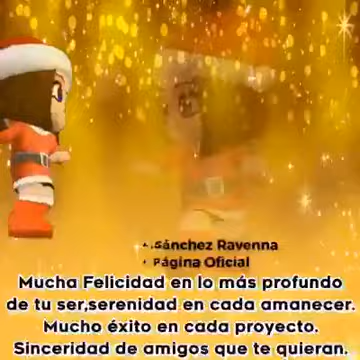 Sánchez Ravenna
Página Oficial
Mucha Felicidad en lo más profundo
de tu ser,serenidad en cada amanecer.
Mucho éxito en cada proyecto.
Sinceridad de amigos que te quieran.